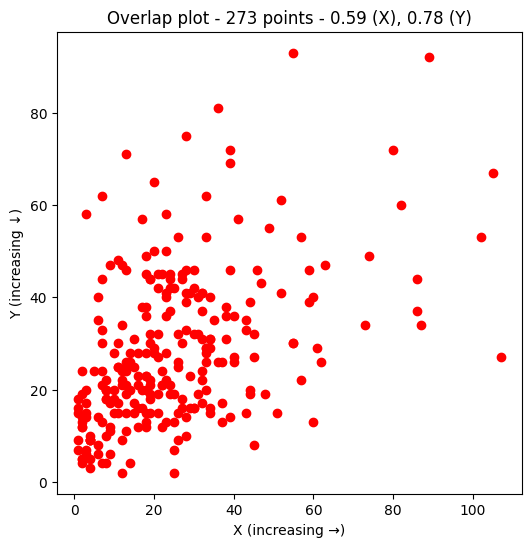 Overlap plot - 273 points - 0.59 (X), 0.78 (Y)
80
60
40
20
0
Y (increasing ↓)
0 20 40 60 80 100
X (increasing →)